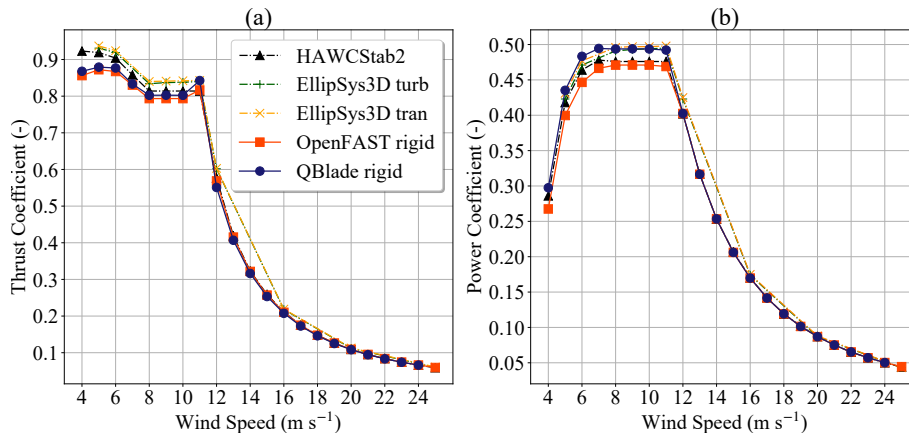 (a)
Thrust Coefficient (-)
0.9
0.8
0.7
0.6
0.5
0.4
0.3
0.2
0.1
HAWCStab2
EllipSys3D turb
EllipSys3D tran
OpenFAST rigid
QBlade rigid
4 6 8 10 12 14 16 18 20 22 24
Wind Speed (m s⁻¹)
(b)
Power Coefficient (-)
0.50
0.45
0.40
0.35
0.30
0.25
0.20
0.15
0.10
0.05
4 6 8 10 12 14 16 18 20 22 24
Wind Speed (m s⁻¹)